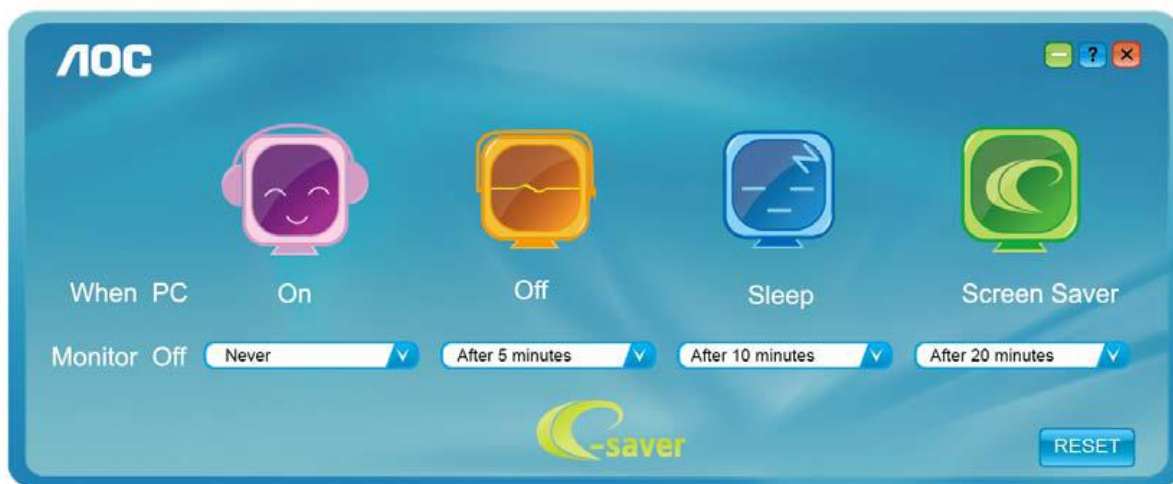 AOC
?
When PC On Off Sleep Screen Saver
Monitor Off Never After 5 minutes After 10 minutes After 20 minutes
e-saver
RESET